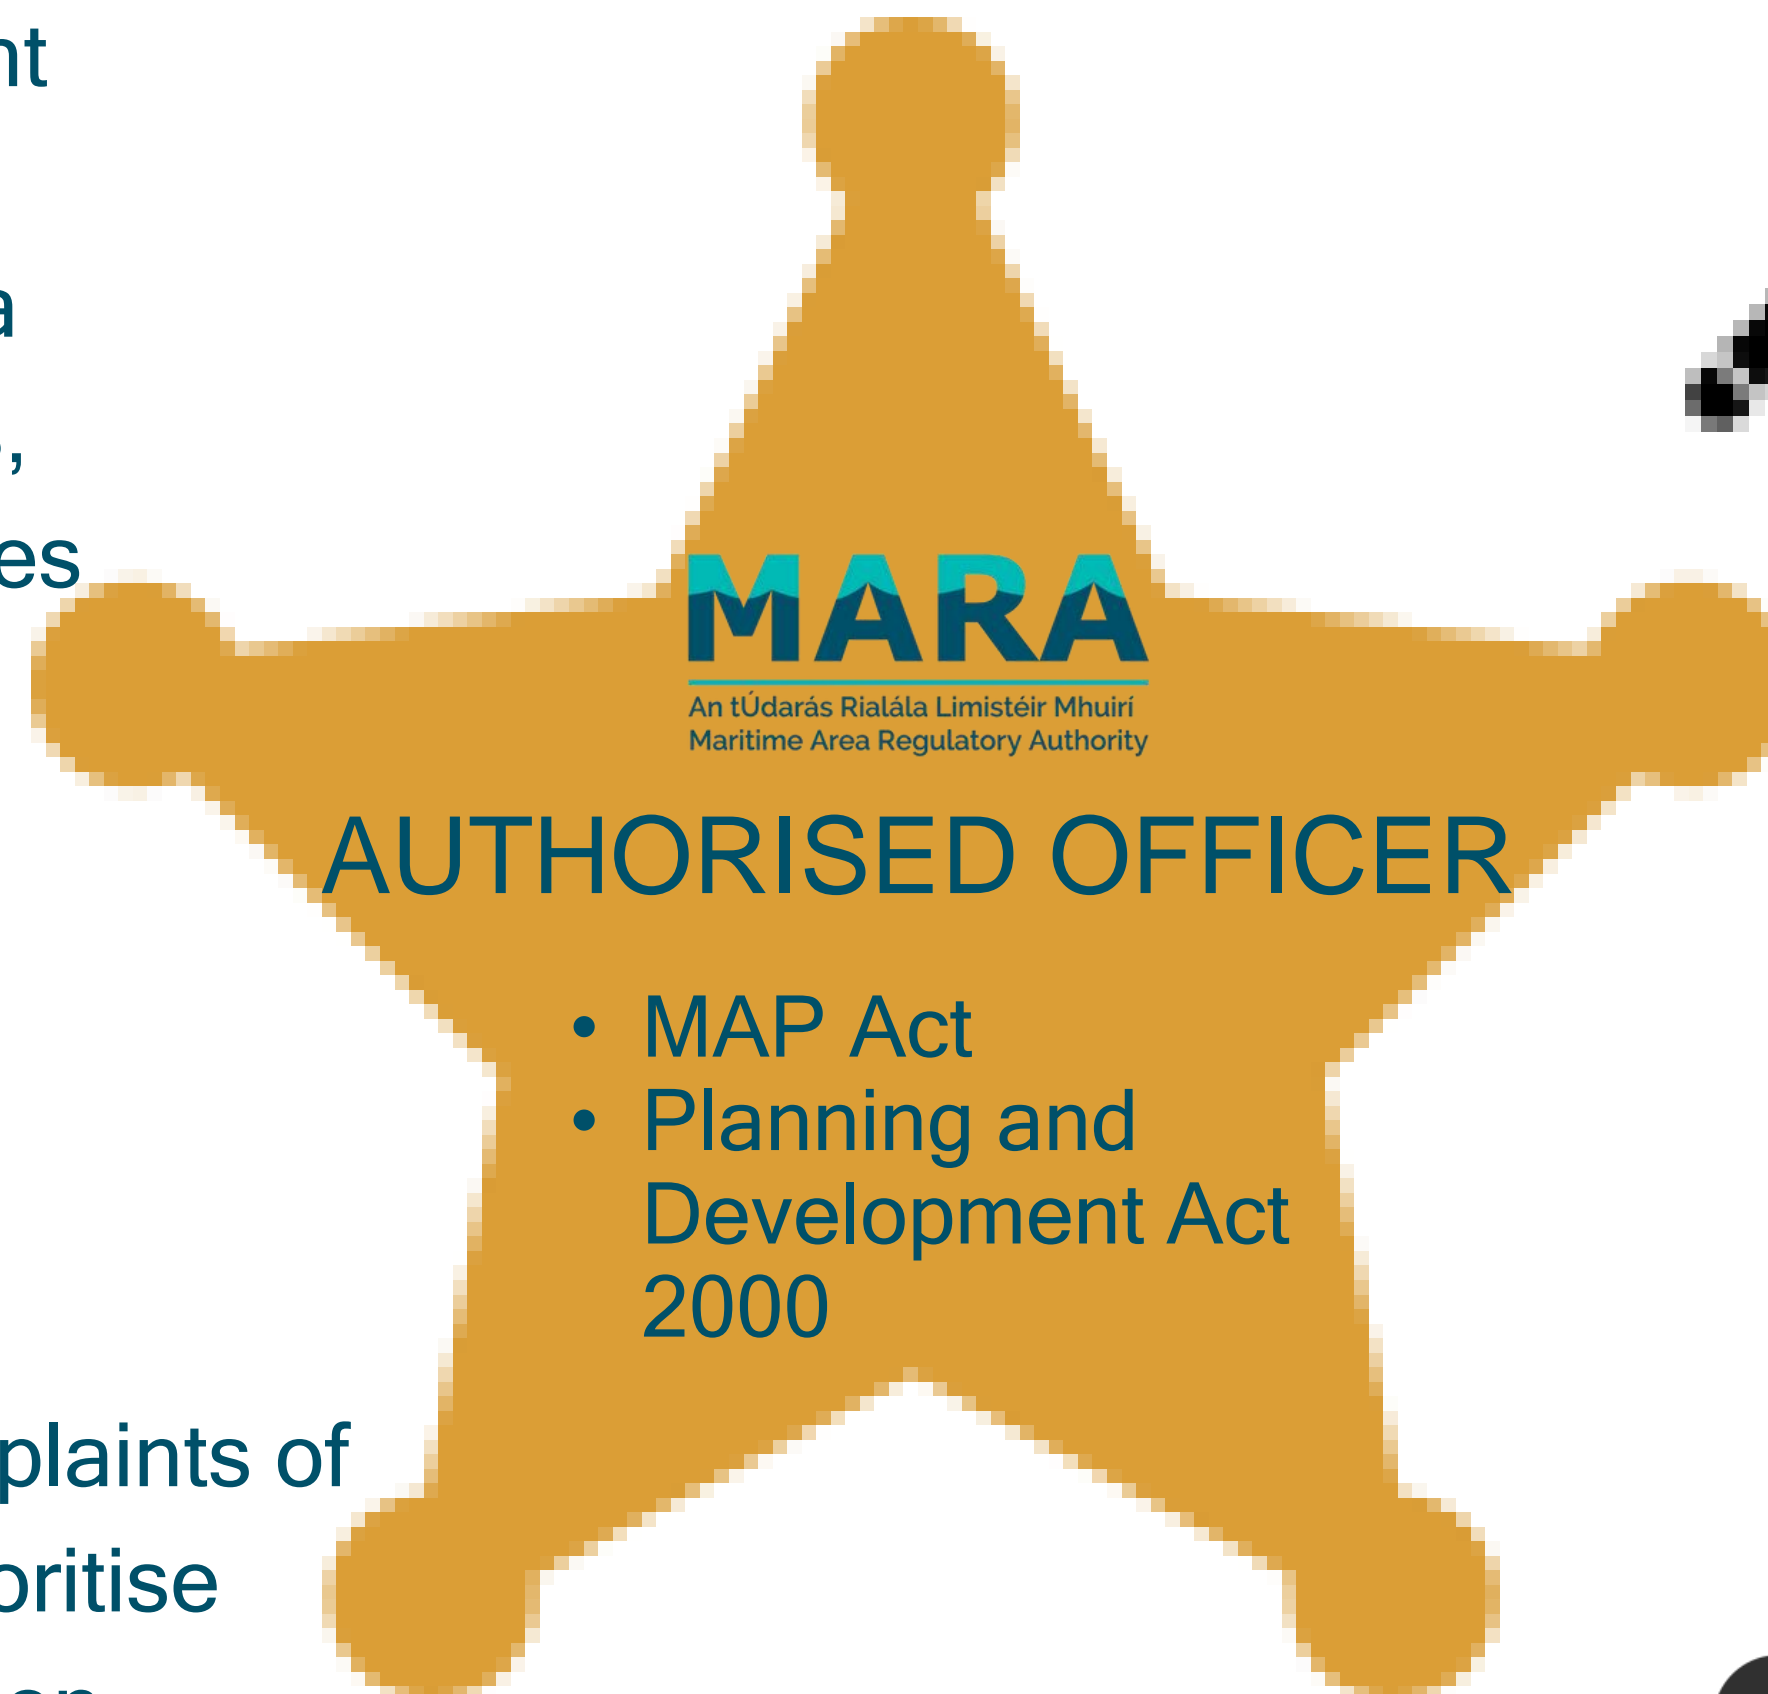 nt
a
,
es
MARA
An tÚdarás Rialála Limistéir Mhuirí
Maritime Area Regulatory Authority
AUTHORISED OFFICER
• MAP Act
• Planning and
Development Act
2000
plaints of
oritise